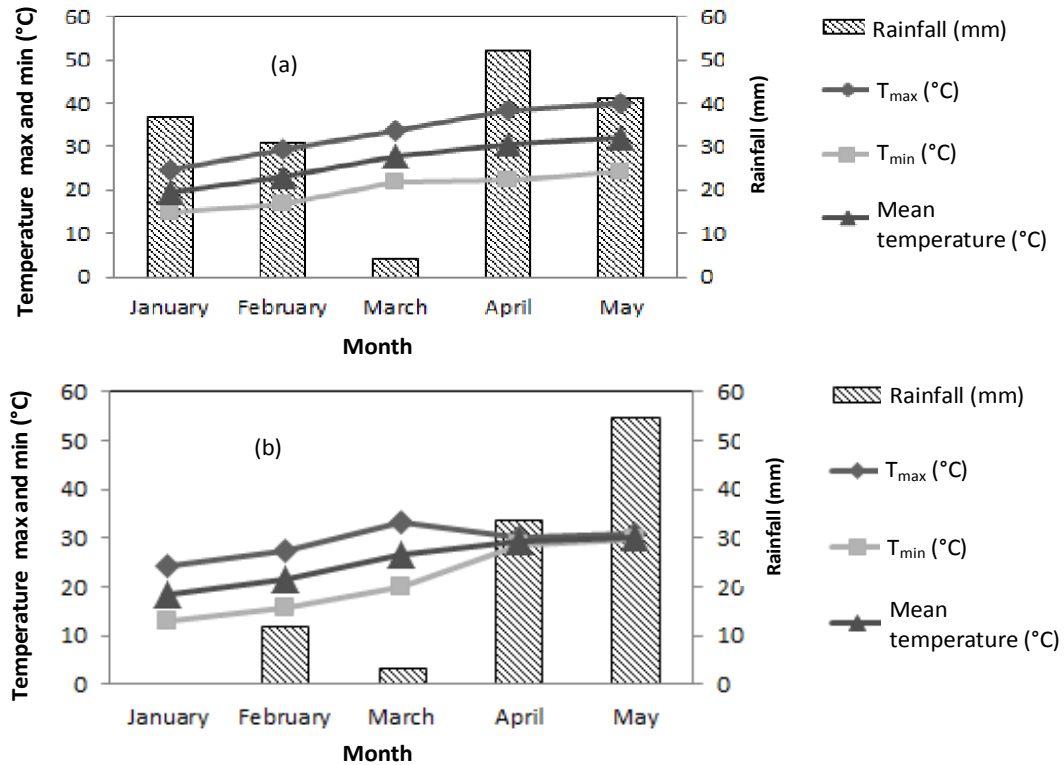 Temperature max and min (°C)
60
50
40
30
20
10
0
(a)
60
50
40
30
20
10
0
Rainfall (mm)
January February March April May
Month
Rainfall (mm)
Tmax (°C)
Tmin (°C)
Mean
temperature (°C)
Temperature max and min (°C)
60
50
40
30
20
10
0
(b)
60
50
40
30
20
10
0
Rainfall (mm)
January February March April May
Month
Rainfall (mm)
Tmax (°C)
Tmin (°C)
Mean
temperature (°C)